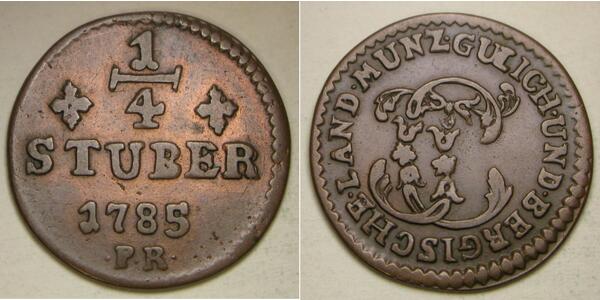 1/4
STUBER
1785
·P·R·
GULICH·UND·BERGISCHE·LAND·MUNZ·